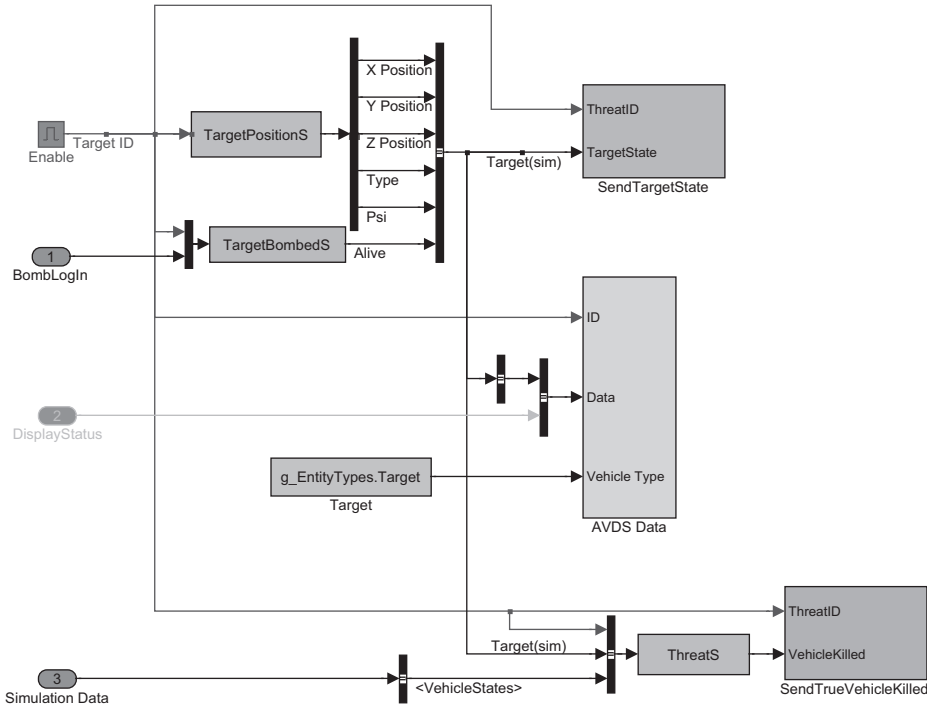 X Position
Y Position
Z Position
Type
Psi
Alive
Enable
Target ID
TargetPositionS
TargetBombedS
1
BombLogIn
Target(sim)
ThreatID
TargetState
SendTargetState
ID
Data
Vehicle Type
AVDS Data
2
DisplayStatus
g_EntityTypes.Target
Target
ThreatID
VehicleKilled
SendTrueVehicleKilled
Target(sim)
ThreatS
3
Simulation Data
<VehicleStates>